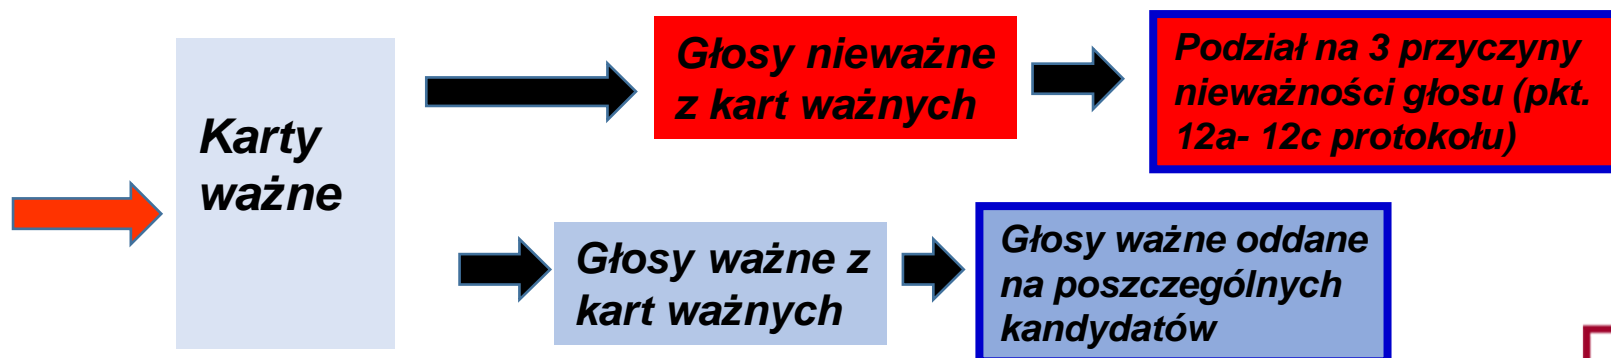 Karty
ważne
Głosy nieważne
z kart ważnych
Podział na 3 przyczyny
nieważności głosu (pkt.
12a- 12c protokołu)
Głosy ważne z
kart ważnych
Głosy ważne oddane
na poszczególnych
kandydatów